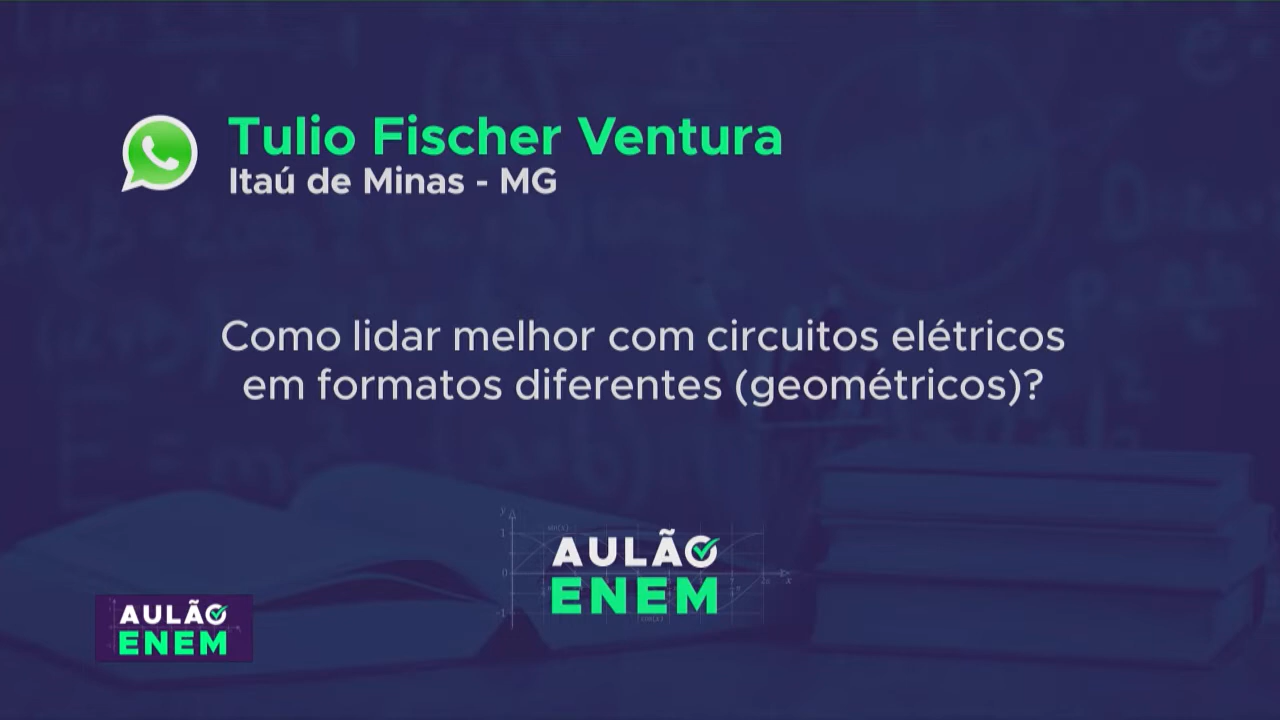 Tulio Fischer Ventura
Itaú de Minas - MG
Como lidar melhor com circuitos elétricos
em formatos diferentes (geométricos)?
AULÃO
ENEM
AULÃO
ENEM